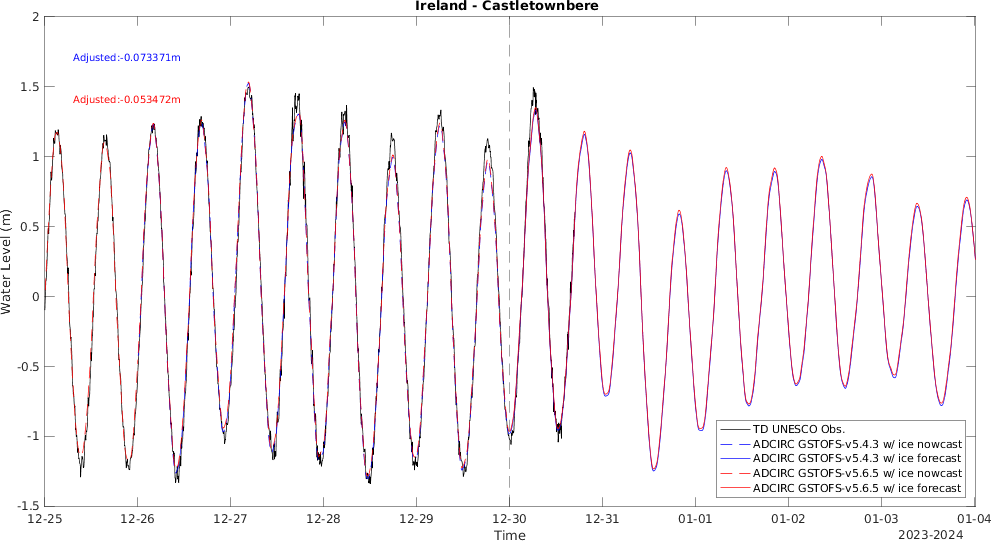 Ireland - Castletownbere
Adjusted:-0.073371m
Adjusted:-0.053472m
Water Level (m)
2
1.5
1
0.5
0
-0.5
-1
-1.5
12-25 12-26 12-27 12-28 12-29 12-30 12-31 01-01 01-02 01-03 01-04
Time
2023-2024
TD UNESCO Obs.
ADCIRC GSTOFS-v5.4.3 w/ ice nowcast
ADCIRC GSTOFS-v5.4.3 w/ ice forecast
ADCIRC GSTOFS-v5.6.5 w/ ice nowcast
ADCIRC GSTOFS-v5.6.5 w/ ice forecast